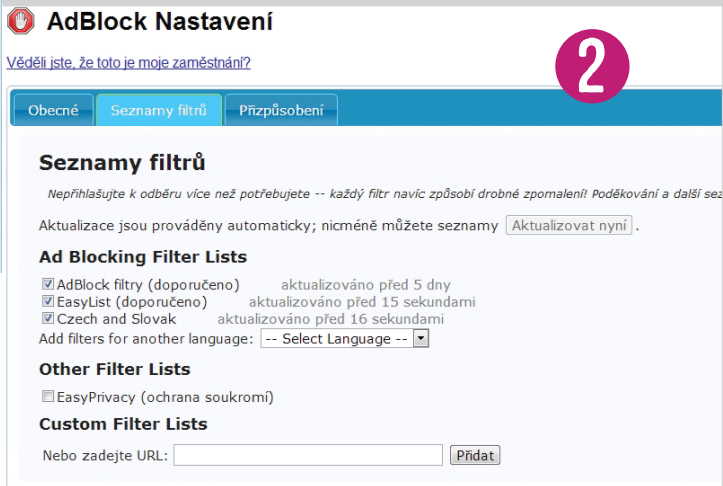 AdBlock Nastavení
2
Věděli jste, že toto je moje zaměstnání?
Obecné Seznamy filtrů Přizpůsobení
Seznamy filtrů
Nepřihlašujte k odběru více než potřebujete -- každý filtr navíc způsobí drobné zpomalení! Poděkování a další sez
Aktualizace jsou prováděny automaticky; nicméně můžete seznamy Aktualizovat nyní .
Ad Blocking Filter Lists
AdBlock filtry (doporučeno) aktualizováno před 5 dny
EasyList (doporučeno) aktualizováno před 15 sekundami
Czech and Slovak aktualizováno před 16 sekundami
Add filters for another language: -- Select Language --
Other Filter Lists
EasyPrivacy (ochrana soukromí)
Custom Filter Lists
Nebo zadejte URL: Přidat